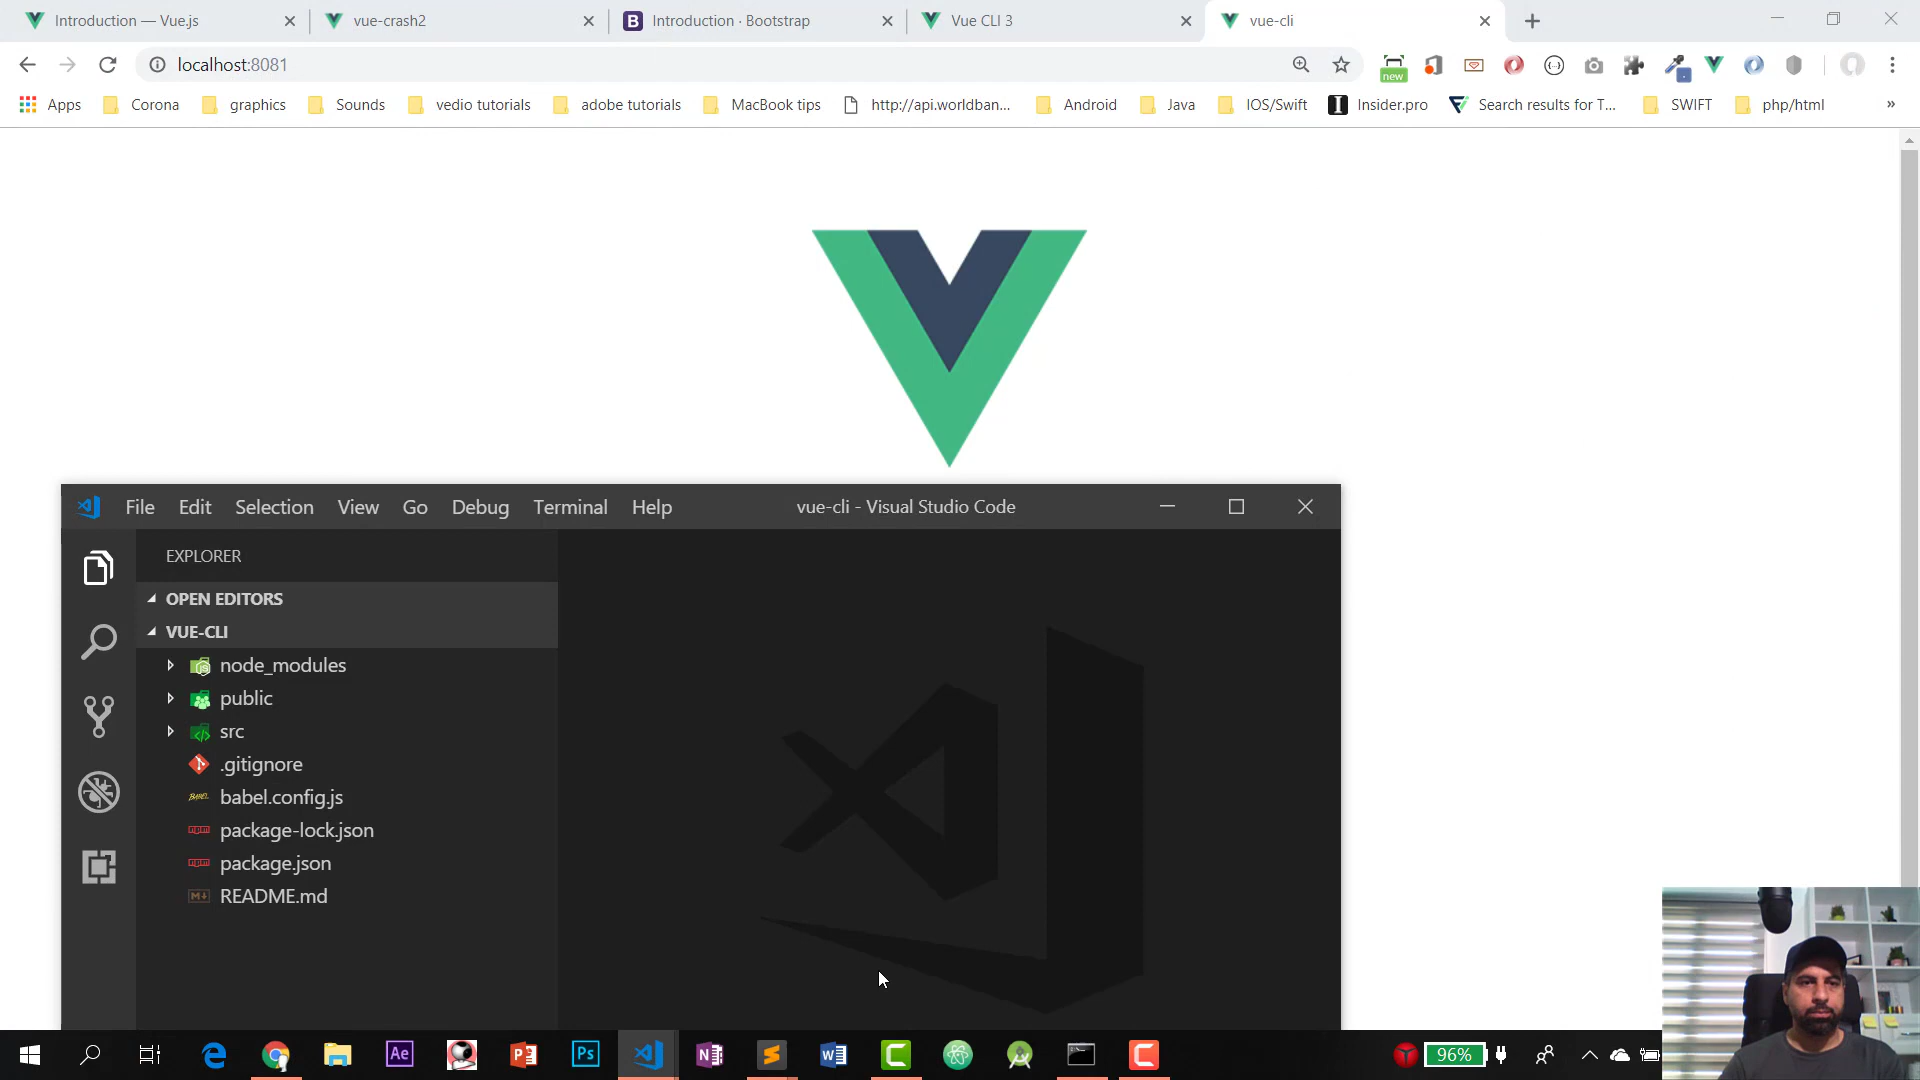 Introduction — Vue.js
vue-crash2
B Introduction · Bootstrap
Vue CLI 3
vue-cli
localhost:8081
new
Apps
Corona
graphics
Sounds
vedio tutorials
adobe tutorials
MacBook tips
http://api.worldban...
Android
Java
IOS/Swift
I Insider.pro
Search results for T...
SWIFT
php/html
»
File Edit Selection View Go Debug Terminal Help
vue-cli - Visual Studio Code
EXPLORER
OPEN EDITORS
VUE-CLI
node_modules
public
src
.gitignore
babel.config.js
package-lock.json
package.json
README.md
Ae
Ps
96%